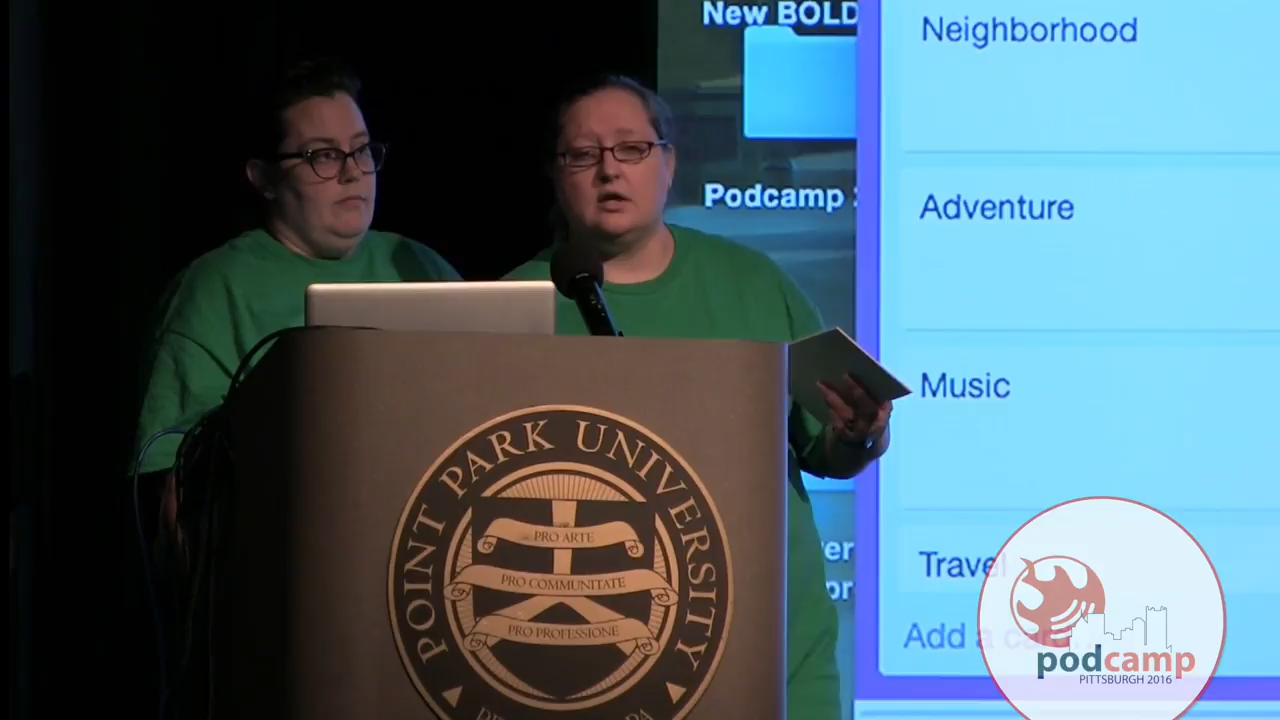 New BOLD
Podcamp
Neighborhood
Adventure
Music
Travel
Add a
POINT PARK UNIVERSITY
PRO ARTE
PRO COMMUNITATE
PRO PROFESSIONE
podcamp
PITTSBURGH 2016